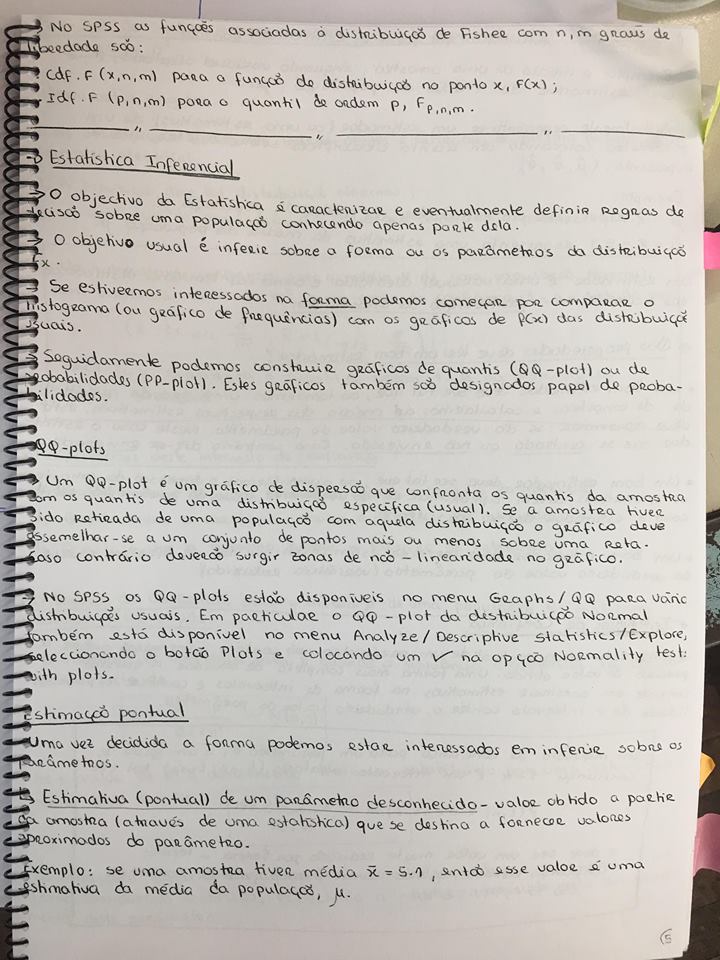 → No SPSS as funções associadas à distribuição de Fisher com n, m graus de
liberdade são:
• Cdf. F (x,n,m) para a função de distribuição no ponto x, F(x);
• Idf. F (p,n,m) para o quantil de ordem p, Fp,n,m.
—— " —— " —— " ——
→ Estatística Inferencial
→ O objectivo da Estatística é caracterizar e eventualmente definir regras de
decisão sobre uma população conhecendo apenas parte dela.
→ O objetivo usual é inferir sobre a forma ou os parâmetros da distribuição
Fx.
→ Se estivermos interessados na forma podemos começar por comparar o
histograma (ou gráfico de frequências) com os gráficos de f(x) das distribuiçõ
usuais.
→ Seguidamente podemos construir gráficos de quantis (QQ-plot) ou de
probabilidades (PP-plot). Estes gráficos também são designados papel de proba-
bilidades.
QQ-plots
→ Um QQ-plot é um gráfico de dispersão que confronta os quantis da amostra
com os quantis de uma distribuição específica (usual). Se a amostra tiver
sido retirada de uma população com aquela distribuição o gráfico deve
assemelhar-se a um conjunto de pontos mais ou menos sobre uma reta.
Caso contrário deverão surgir zonas de não-linearidade no gráfico.
→ No SPSS os QQ-plots estão disponíveis no menu Graphs/QQ para vária
distribuições usuais. Em particular o QQ-plot da distribuição Normal
também está disponível no menu Analyze/Descriptive Statistics/Explore,
seleccionando o botão Plots e colocando um ✓ na opção Normality test
with plots.
Estimação pontual
Uma vez decidida a forma podemos estar interessados em inferir sobre os
parâmetros.
↳ Estimativa (pontual) de um parâmetro desconhecido - valor obtido a partir
da amostra (através de uma estatística) que se destina a fornecer valores
aproximados do parâmetro.
Exemplo: se uma amostra tiver média x̄ = 5.1, então esse valor é uma
estimativa da média da população, μ.
5